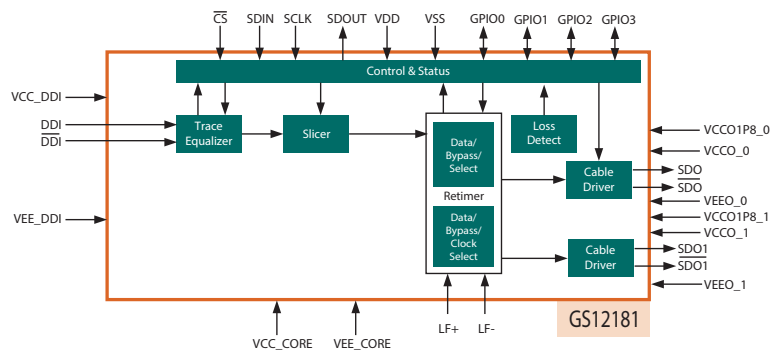 CS SDIN SCLK SDOUT VDD VSS GPIO0 GPIO1 GPIO2 GPIO3
Control & Status
VCC_DDI
DDI
DDI
VEE_DDI
Trace
Equalizer
Slicer
Data/
Bypass/
Select
Retimer
Data/
Bypass/
Clock
Select
Loss
Detect
Cable
Driver
Cable
Driver
VCCO1P8_0
VCCO_0
SDO
SDO
VEEO_0
VCCO1P8_1
VCCO_1
SDO1
SDO1
VEEO_1
GS12181
VCC_CORE VEE_CORE LF+ LF-